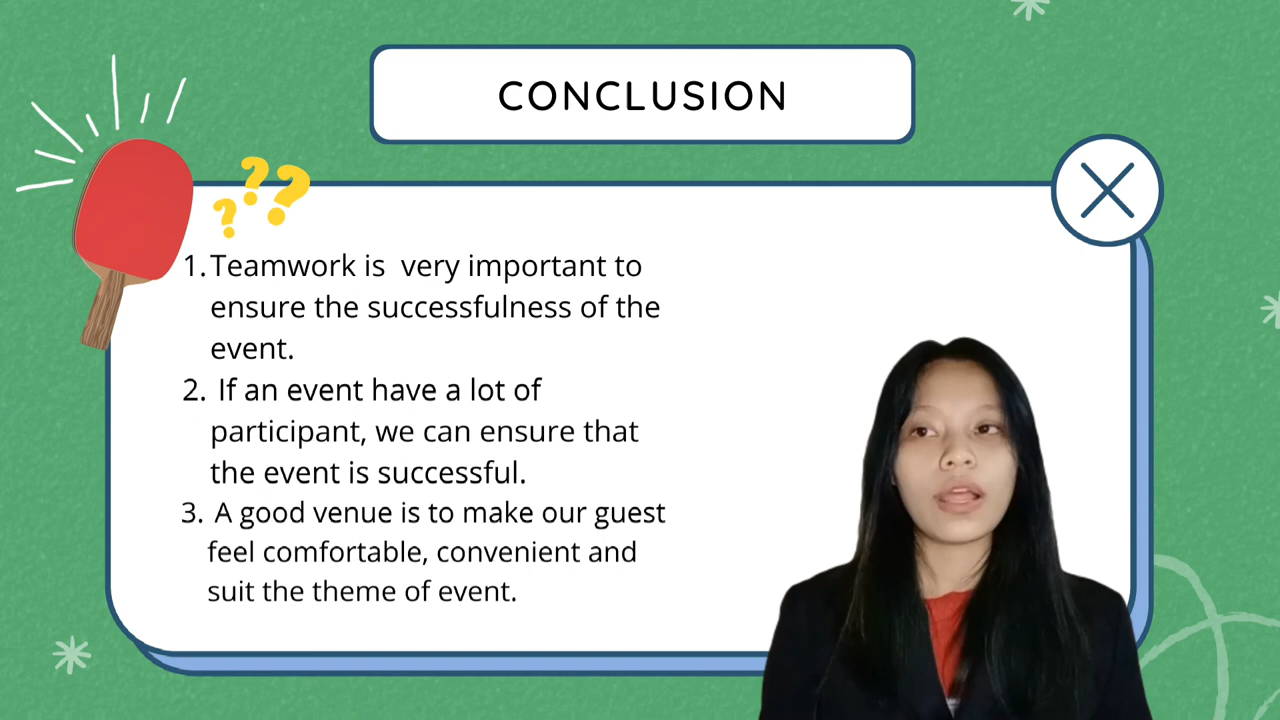 CONCLUSION
???
1. Teamwork is very important to
ensure the successfulness of the
event.
2. If an event have a lot of
participant, we can ensure that
the event is successful.
3. A good venue is to make our guest
feel comfortable, convenient and
suit the theme of event.